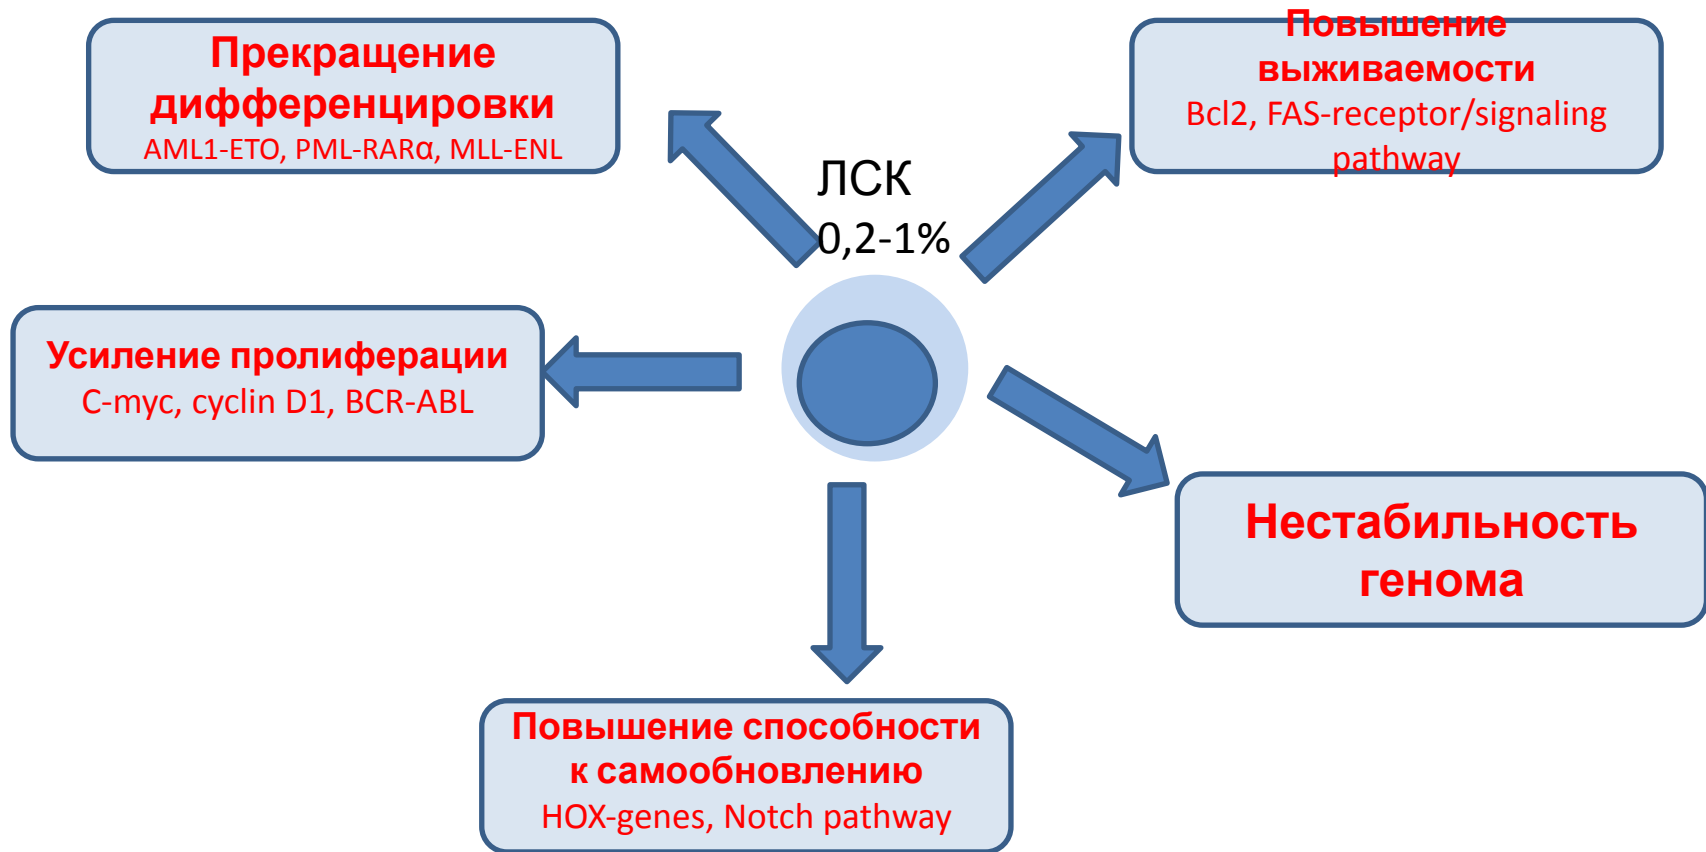 Прекращение
дифференцировки
AML1-ETO, PML-RARα, MLL-ENL
Повышение
выживаемости
Bcl2, FAS-receptor/signaling
pathway
ЛСК
0,2-1%
Усиление пролиферации
C-myc, cyclin D1, BCR-ABL
Нестабильность
генома
Повышение способности
к самообновлению
HOX-genes, Notch pathway